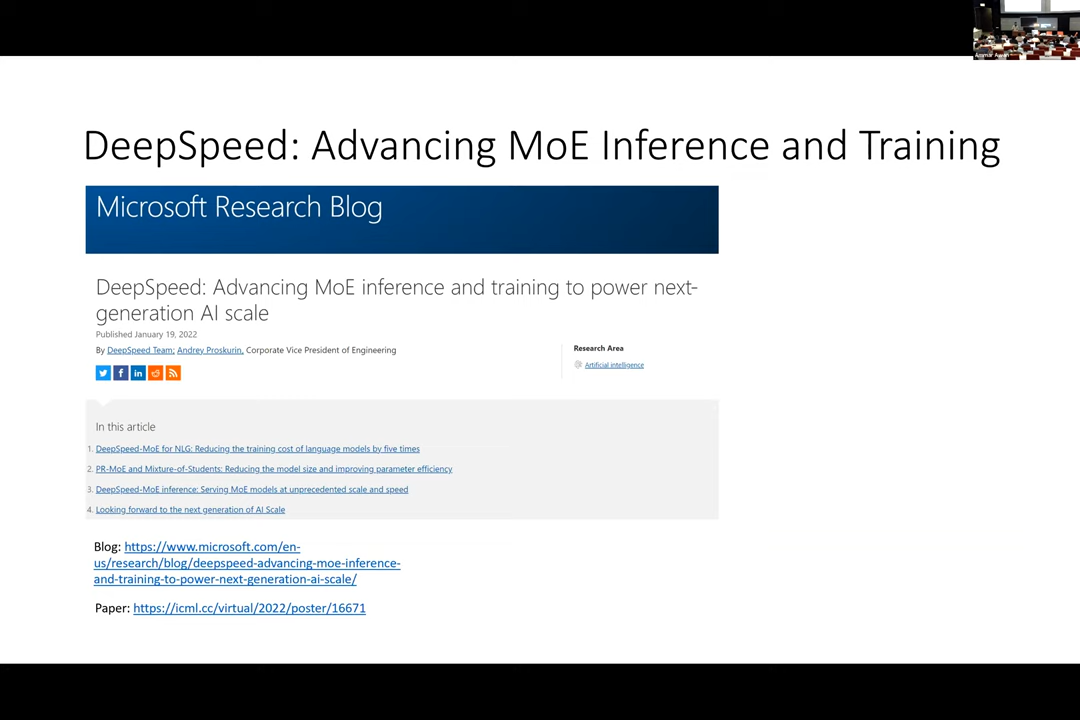 Ammar Awan
DeepSpeed: Advancing MoE Inference and Training
Microsoft Research Blog
DeepSpeed: Advancing MoE inference and training to power next-
generation AI scale
Published January 19, 2022
By DeepSpeed Team; Andrey Proskurin, Corporate Vice President of Engineering
Research Area
Artificial intelligence
In this article
1. DeepSpeed-MoE for NLG: Reducing the training cost of language models by five times
2. PR-MoE and Mixture-of-Students: Reducing the model size and improving parameter efficiency
3. DeepSpeed-MoE inference: Serving MoE models at unprecedented scale and speed
4. Looking forward to the next generation of AI Scale
Blog: https://www.microsoft.com/en-
us/research/blog/deepspeed-advancing-moe-inference-
and-training-to-power-next-generation-ai-scale/
Paper: https://icml.cc/virtual/2022/poster/16671